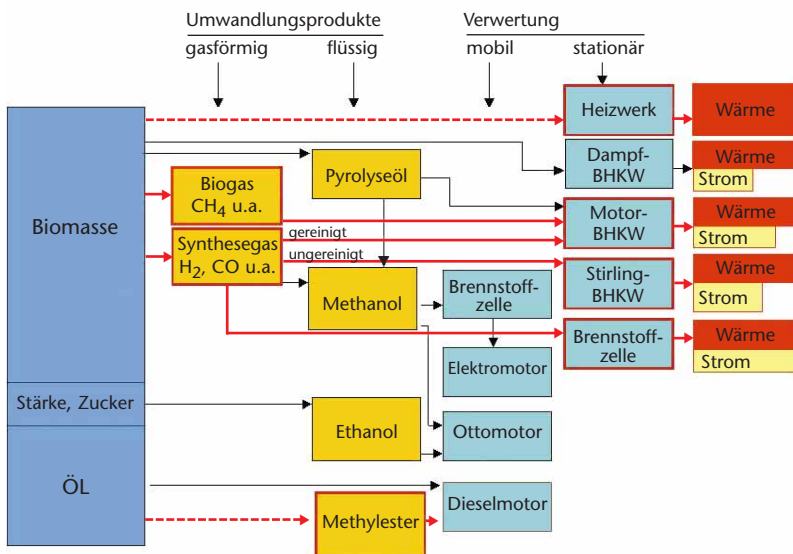 Umwandlungsprodukte Verwertung
gasförmig flüssig mobil stationär
Heizwerk Wärme
Dampf-
BHKW
Wärme
Strom
Pyrolyseöl
Biogas
CH4 u.a.
Biomasse
Motor-
BHKW
Wärme
Strom
gereinigt
Synthesegas
H2, CO u.a.
ungereinigt
Stirling-
BHKW
Wärme
Strom
Methanol
Brennstoff-
zelle
Brennstoff-
zelle
Wärme
Strom
Elektromotor
Stärke, Zucker
Ethanol
Ottomotor
ÖL
Dieselmotor
Methylester